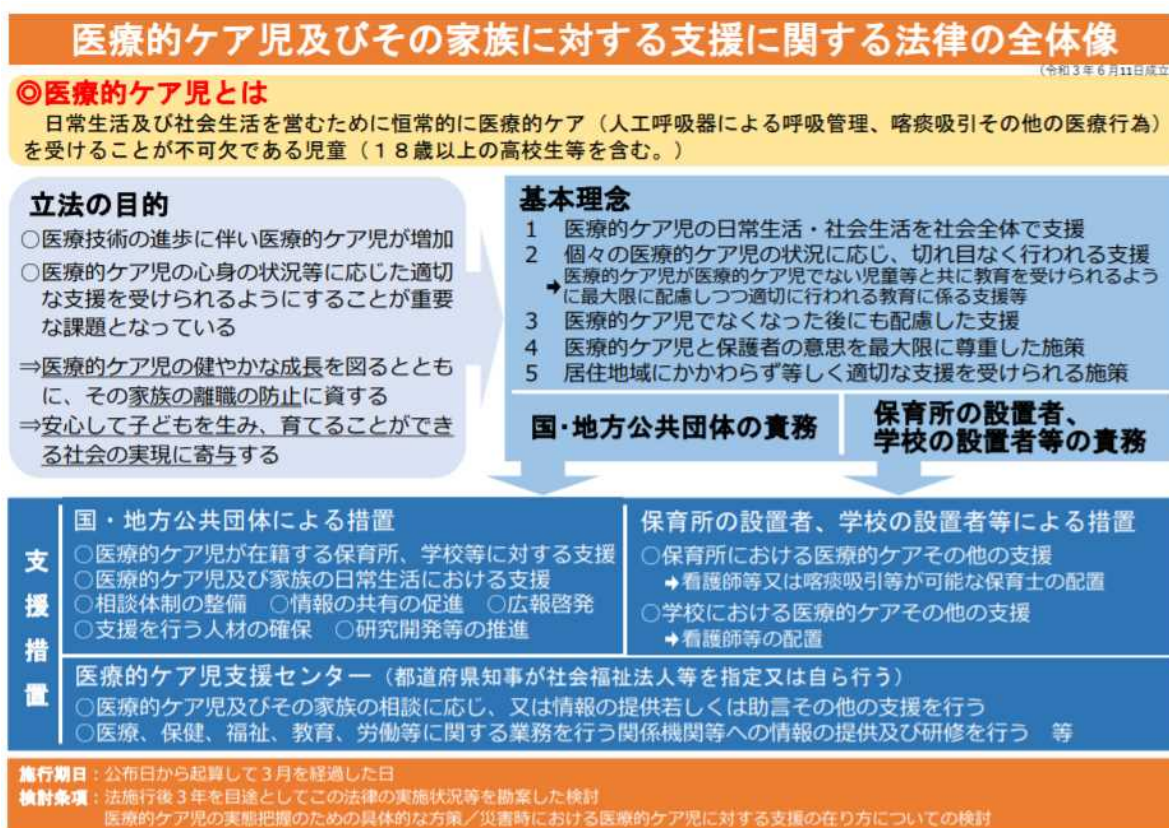 医療的ケア児及びその家族に対する支援に関する法律の全体像
（令和３年６月11日成立
◎医療的ケア児とは
日常生活及び社会生活を営むために恒常的に医療的ケア（人工呼吸器による呼吸管理、喀痰吸引その他の医療行為）
を受けることが不可欠である児童（１８歳以上の高校生等を含む。）
立法の目的
○医療技術の進歩に伴い医療的ケア児が増加
○医療的ケア児の心身の状況等に応じた適切
な支援を受けられるようにすることが重要
な課題となっている
⇒医療的ケア児の健やかな成長を図るととも
に、その家族の離職の防止に資する
⇒安心して子どもを生み、育てることができ
る社会の実現に寄与する
基本理念
1 医療的ケア児の日常生活・社会生活を社会全体で支援
2 個々の医療的ケア児の状況に応じ、切れ目なく行われる支援
➜医療的ケア児が医療的ケア児でない児童等と共に教育を受けられるよう
に最大限に配慮しつつ適切に行われる教育に係る支援等
3 医療的ケア児でなくなった後にも配慮した支援
4 医療的ケア児と保護者の意思を最大限に尊重した施策
5 居住地域にかかわらず等しく適切な支援を受けられる施策
国・地方公共団体の責務
保育所の設置者、
学校の設置者等の責務
支援措置
国・地方公共団体による措置
○医療的ケア児が在籍する保育所、学校等に対する支援
○医療的ケア児及び家族の日常生活における支援
○相談体制の整備 ○情報の共有の促進 ○広報啓発
○支援を行う人材の確保 ○研究開発等の推進
保育所の設置者、学校の設置者等による措置
○保育所における医療的ケアその他の支援
➜看護師等又は喀痰吸引等が可能な保育士の配置
○学校における医療的ケアその他の支援
➜看護師等の配置
医療的ケア児支援センター（都道府県知事が社会福祉法人等を指定又は自ら行う）
○医療的ケア児及びその家族の相談に応じ、又は情報の提供若しくは助言その他の支援を行う
○医療、保健、福祉、教育、労働等に関する業務を行う関係機関等への情報の提供及び研修を行う 等
施行期日：公布日から起算して３月を経過した日
検討条項：法施行後３年を目途としてこの法律の実施状況等を勘案した検討
医療的ケア児の実態把握のための具体的な方策／災害時における医療的ケア児に対する支援の在り方についての検討